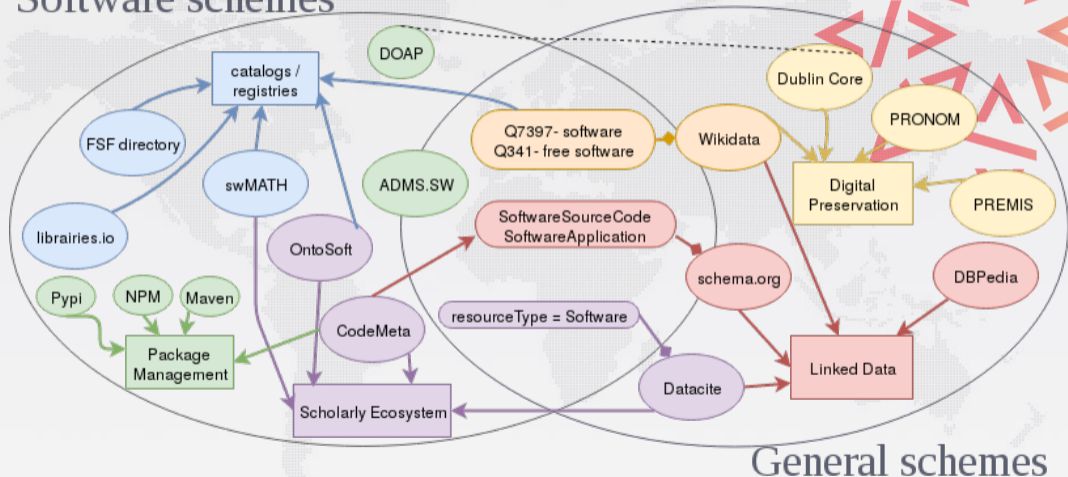 Software schemes
DOAP
catalogs /
registries
Dublin Core
FSF directory
Q7397- software
Q341- free software
Wikidata
PRONOM
swMATH
ADMS.SW
Digital
Preservation
PREMIS
librairies.io
OntoSoft
SoftwareSourceCode
SoftwareApplication
schema.org
DBPedia
Pypi
NPM
Maven
CodeMeta
resourceType = Software
Package
Management
Linked Data
Datacite
Scholarly Ecosystem
General schemes